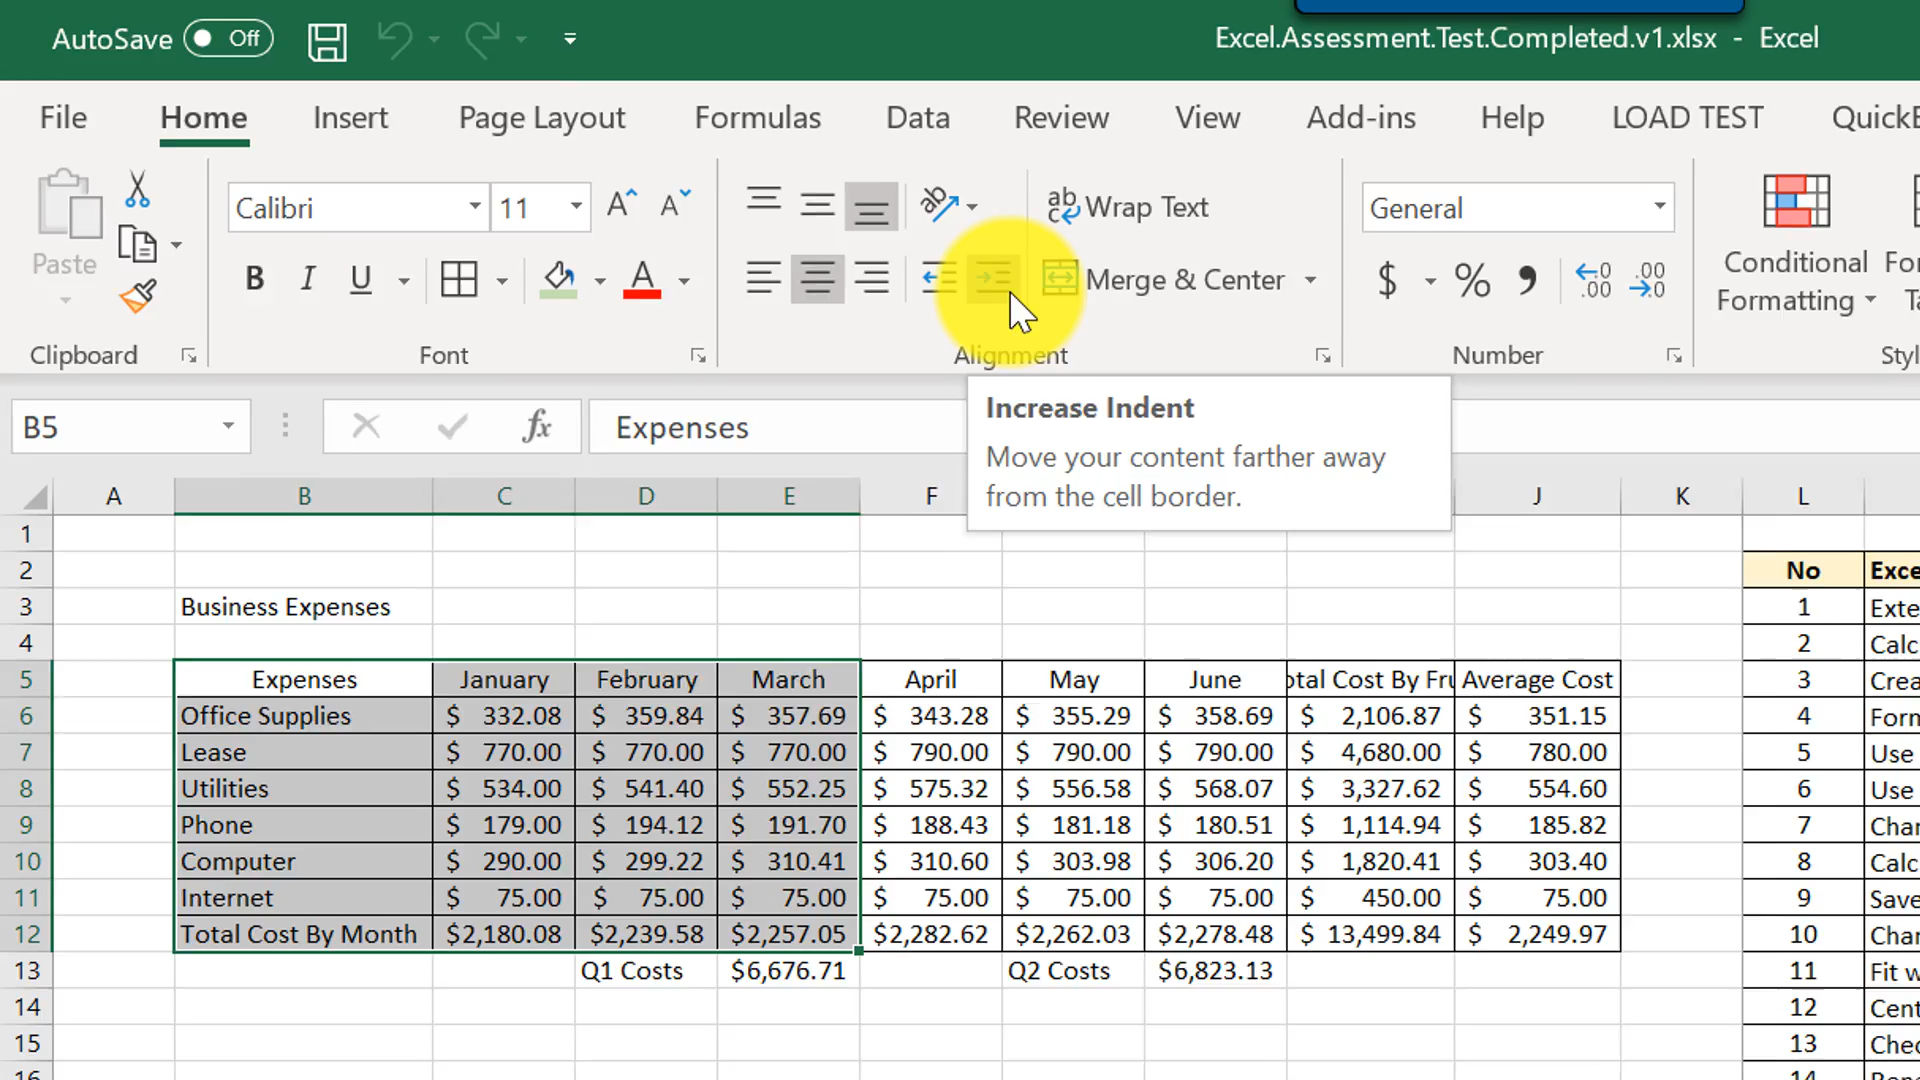 AutoSave Off Excel.Assessment.Test.Completed.v1.xlsx - Excel
File Home Insert Page Layout Formulas Data Review View Add-ins Help LOAD TEST QuickB
Paste Calibri 11 Wrap Text General
B I U Merge & Center $ % Conditional Formatting
Clipboard Font Alignment Number Styl
B5 fx Expenses
Increase Indent
Move your content farther away
from the cell border.
A B C D E F J K L
1
2 No Exce
3 Business Expenses 1 Exte
4 2 Calc
5 Expenses January February March April May June otal Cost By Fru Average Cost 3 Crea
6 Office Supplies $ 332.08 $ 359.84 $ 357.69 $ 343.28 $ 355.29 $ 358.69 $ 2,106.87 $ 351.15 4 Form
7 Lease $ 770.00 $ 770.00 $ 770.00 $ 790.00 $ 790.00 $ 790.00 $ 4,680.00 $ 780.00 5 Use
8 Utilities $ 534.00 $ 541.40 $ 552.25 $ 575.32 $ 556.58 $ 568.07 $ 3,327.62 $ 554.60 6 Use
9 Phone $ 179.00 $ 194.12 $ 191.70 $ 188.43 $ 181.18 $ 180.51 $ 1,114.94 $ 185.82 7 Char
10 Computer $ 290.00 $ 299.22 $ 310.41 $ 310.60 $ 303.98 $ 306.20 $ 1,820.41 $ 303.40 8 Calc
11 Internet $ 75.00 $ 75.00 $ 75.00 $ 75.00 $ 75.00 $ 75.00 $ 450.00 $ 75.00 9 Save
12 Total Cost By Month $2,180.08 $2,239.58 $2,257.05 $2,282.62 $2,262.03 $2,278.48 $ 13,499.84 $ 2,249.97 10 Char
13 Q1 Costs $6,676.71 Q2 Costs $6,823.13 11 Fit w
14 12 Cent
15 13 Chec
16 14